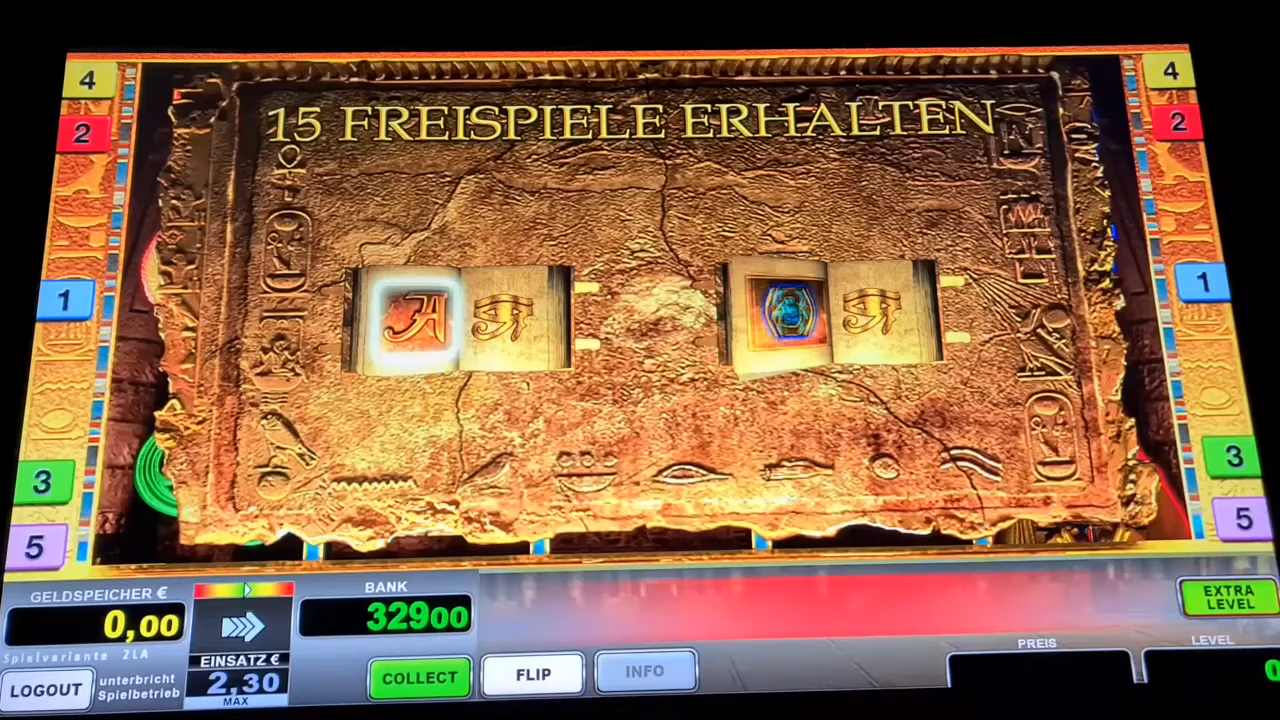 15 FREISPIELE ERHALTEN
4
4
2
2
A
1
1
3
3
5
5
GELDSPEICHER €
0,00
Spielvariante 2LA
LOGOUT
unterbricht
Spielbetrieb
EINSATZ €
2,30
MAX
BANK
32900
COLLECT
FLIP
INFO
EXTRA
LEVEL
PREIS
LEVEL
0